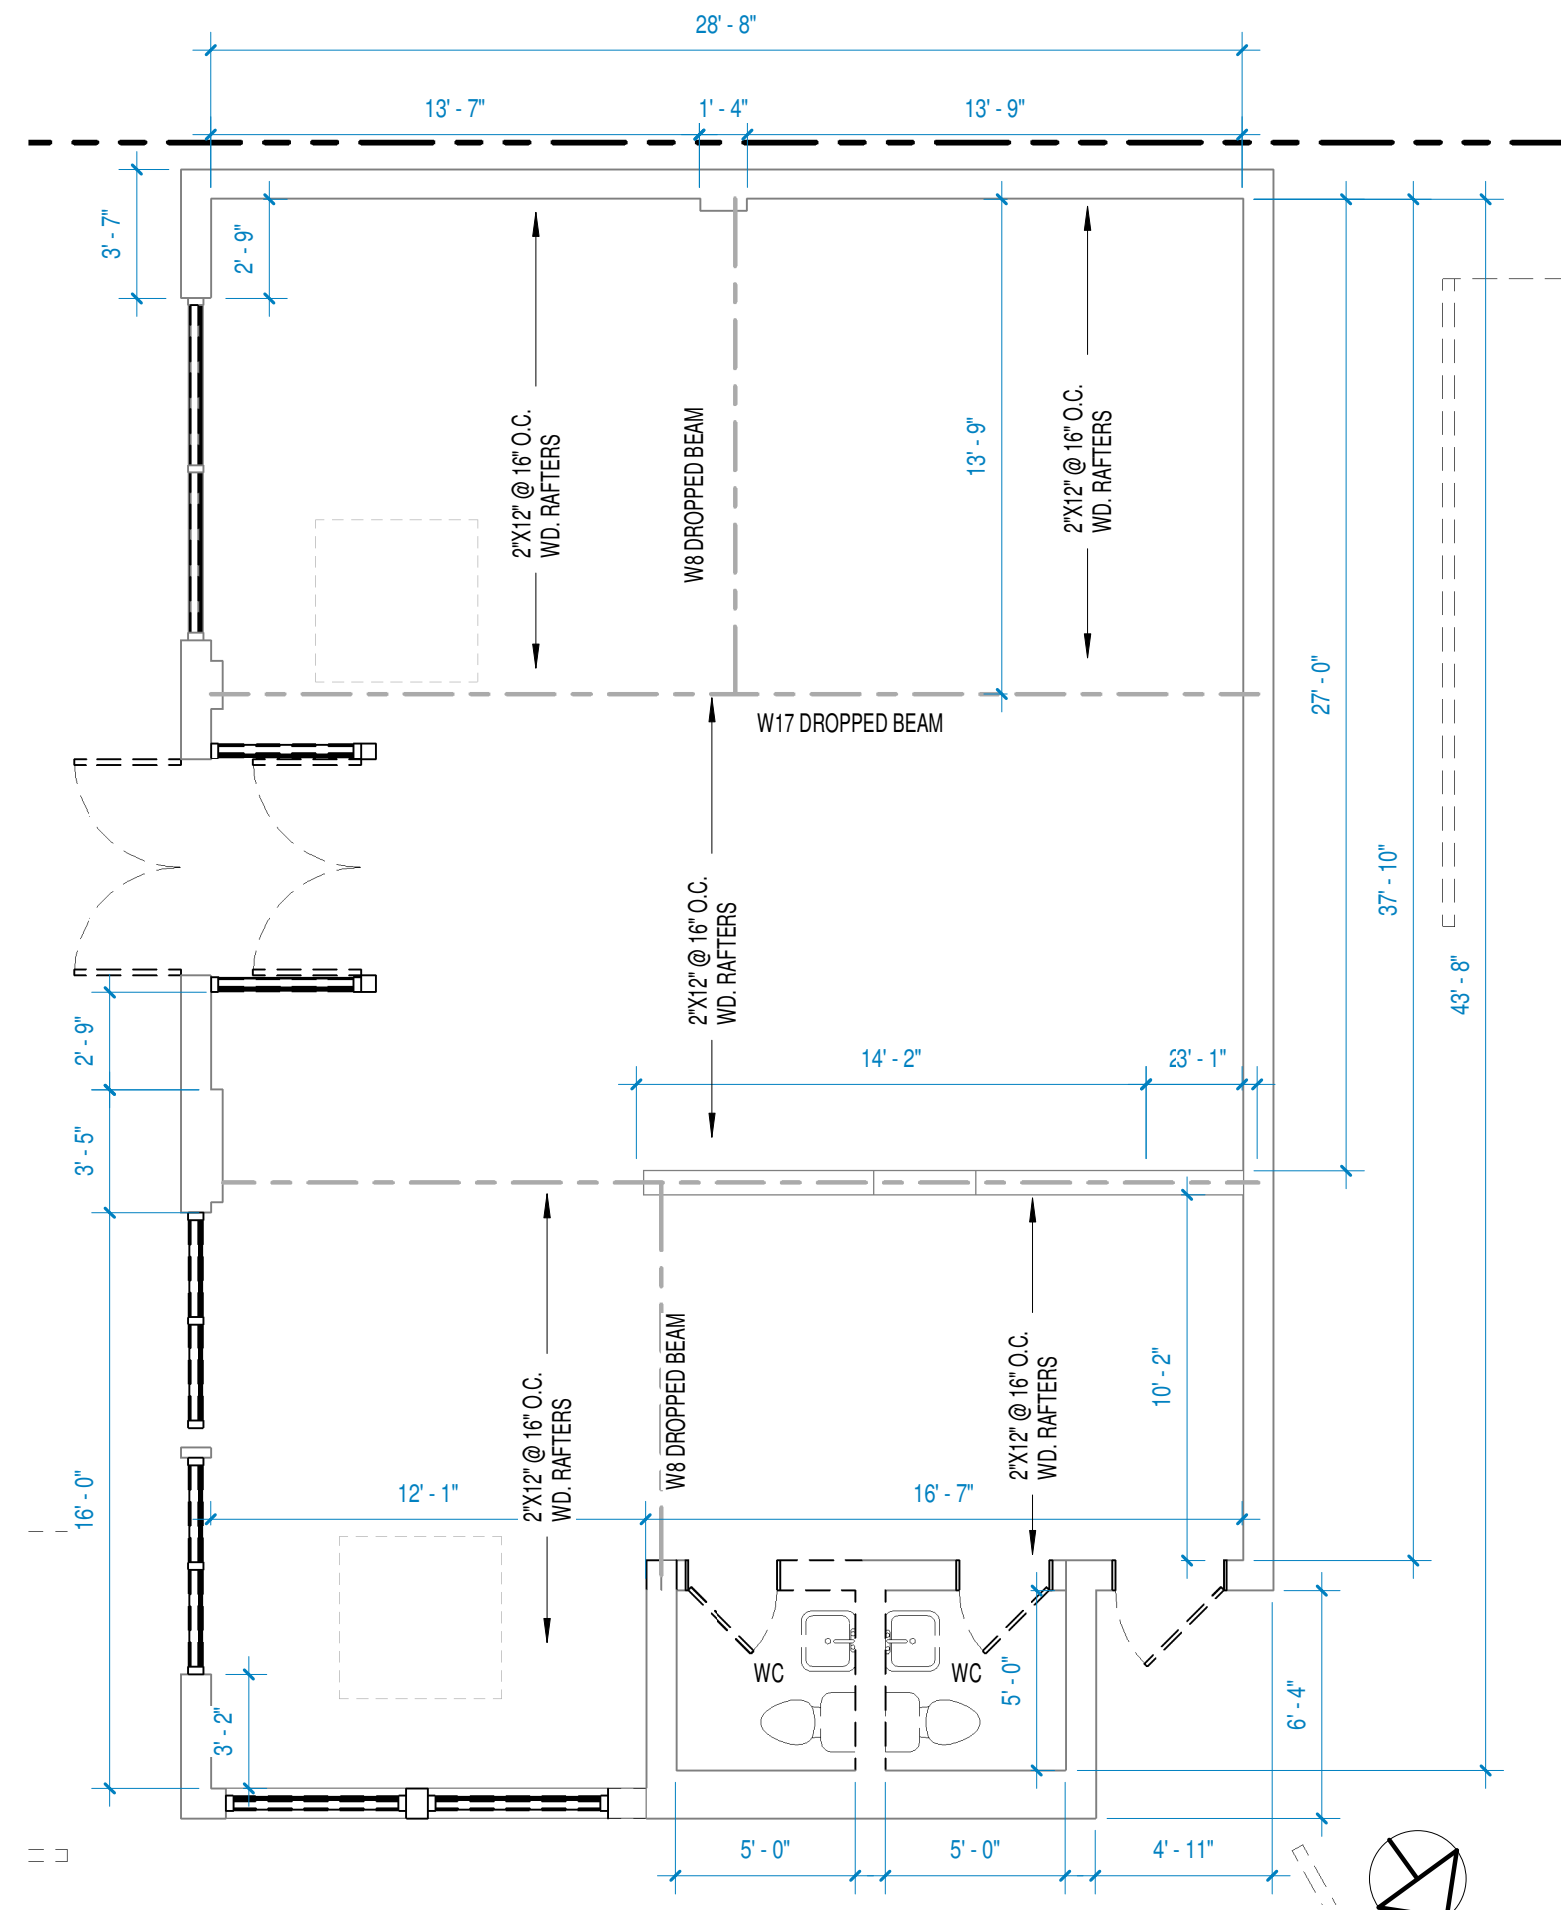 28' - 8"
13' - 7"
1' - 4"
13' - 9"
3' - 7"
2' - 9"
2"X12" @ 16" O.C.
WD. RAFTERS
W8 DROPPED BEAM
13' - 9"
2"X12" @ 16" O.C.
WD. RAFTERS
27' - 0"
W17 DROPPED BEAM
37' - 10"
43' - 8"
2"X12" @ 16" O.C.
WD. RAFTERS
2' - 9"
14' - 2"
3' - 1"
3' - 5"
2"X12" @ 16" O.C.
WD. RAFTERS
W8 DROPPED BEAM
2"X12" @ 16" O.C.
WD. RAFTERS
10' - 2"
16' - 0"
12' - 1"
16' - 7"
WC
WC
5' - 0"
3' - 2"
6' - 4"
5' - 0"
5' - 0"
4' - 11"